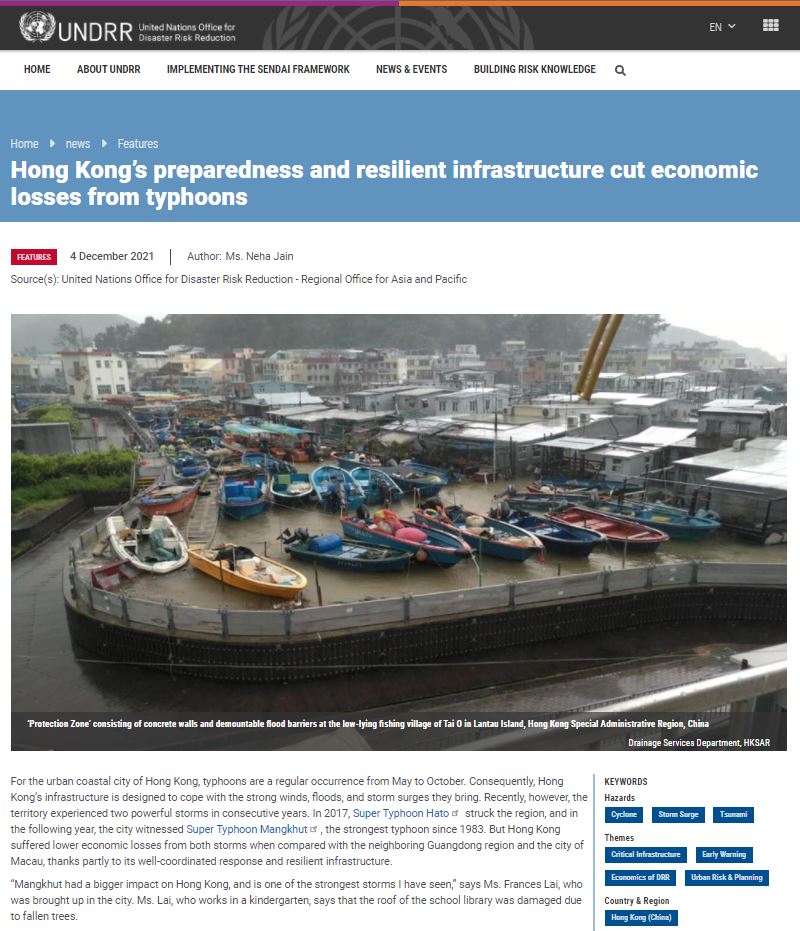 UNDRR
United Nations Office for
Disaster Risk Reduction
EN
HOME ABOUT UNDRR IMPLEMENTING THE SENDAI FRAMEWORK NEWS & EVENTS BUILDING RISK KNOWLEDGE
Home news Features
Hong Kong's preparedness and resilient infrastructure cut economic
losses from typhoons
FEATURES 4 December 2021 Author: Ms. Neha Jain
Source(s): United Nations Office for Disaster Risk Reduction - Regional Office for Asia and Pacific
'Protection Zone' consisting of concrete walls and demountable flood barriers at the low-lying fishing village of Tai O in Lantau Island, Hong Kong Special Administrative Region, China
Drainage Services Department, HKSAR
For the urban coastal city of Hong Kong, typhoons are a regular occurrence from May to October. Consequently, Hong
Kong's infrastructure is designed to cope with the strong winds, floods, and storm surges they bring. Recently, however, the
territory experienced two powerful storms in consecutive years. In 2017, Super Typhoon Hato struck the region, and in
the following year, the city witnessed Super Typhoon Mangkhut , the strongest typhoon since 1983. But Hong Kong
suffered lower economic losses from both storms when compared with the neighboring Guangdong region and the city of
Macau, thanks partly to its well-coordinated response and resilient infrastructure.
“Mangkhut had a bigger impact on Hong Kong, and is one of the strongest storms I have seen,” says Ms. Frances Lai, who
was brought up in the city. Ms. Lai, who works in a kindergarten, says that the roof of the school library was damaged due
to fallen trees.
KEYWORDS
Hazards
Cyclone Storm Surge Tsunami
Themes
Critical Infrastructure Early Warning
Economics of DRR Urban Risk & Planning
Country & Region
Hong Kong (China)